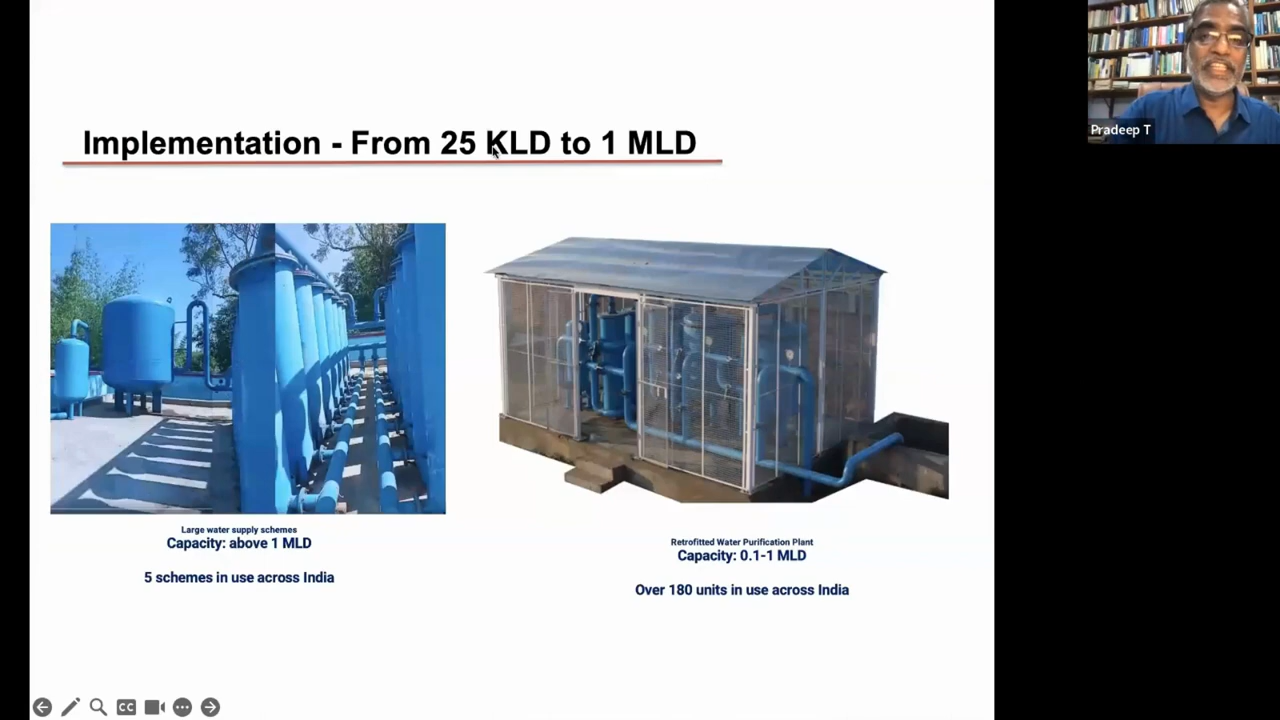 Implementation - From 25 KLD to 1 MLD
Pradeep T
Large water supply schemes
Capacity: above 1 MLD
5 schemes in use across India
Retrofitted Water Purification Plant
Capacity: 0.1-1 MLD
Over 180 units in use across India
CC